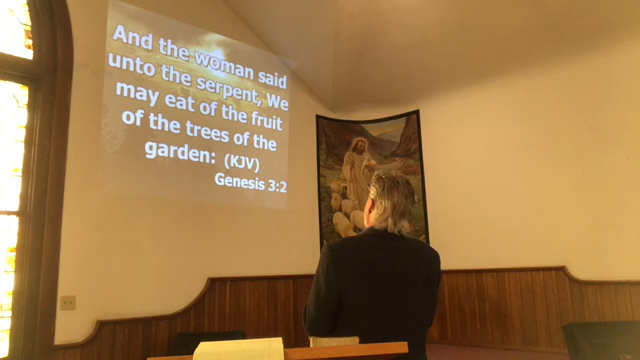 And the woman said
unto the serpent, We
may eat of the fruit
of the trees of the
garden: (KJV)
Genesis 3:2